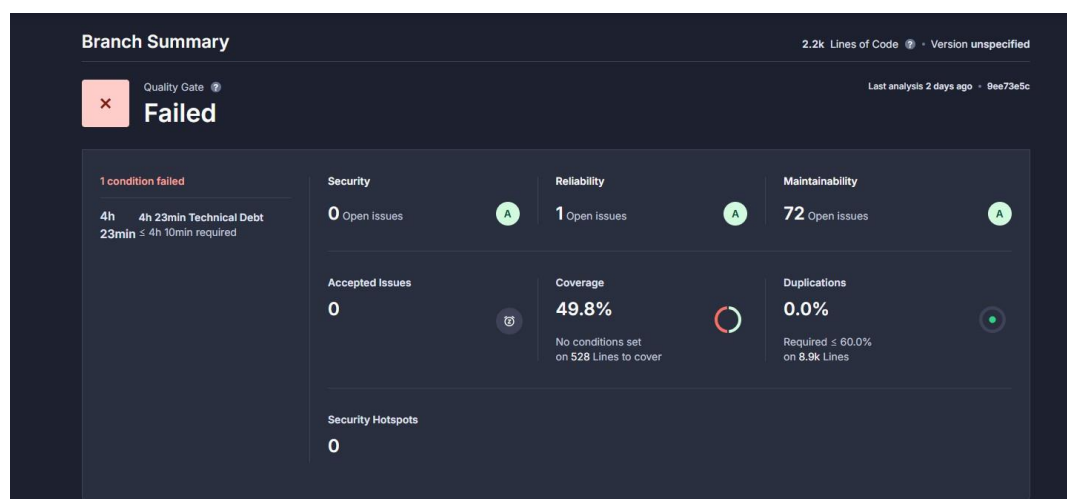 Branch Summary
2.2k Lines of Code ? • Version unspecified
Quality Gate ?
Failed
Last analysis 2 days ago • 9ee73e5c
1 condition failed
4h 23min
4h 23min Technical Debt
≤ 4h 10min required
Security
0 Open issues
A
Reliability
1 Open issues
A
Maintainability
72 Open issues
A
Accepted Issues
0
Coverage
49.8%
No conditions set
on 528 Lines to cover
Duplications
0.0%
Required ≤ 60.0%
on 8.9k Lines
Security Hotspots
0